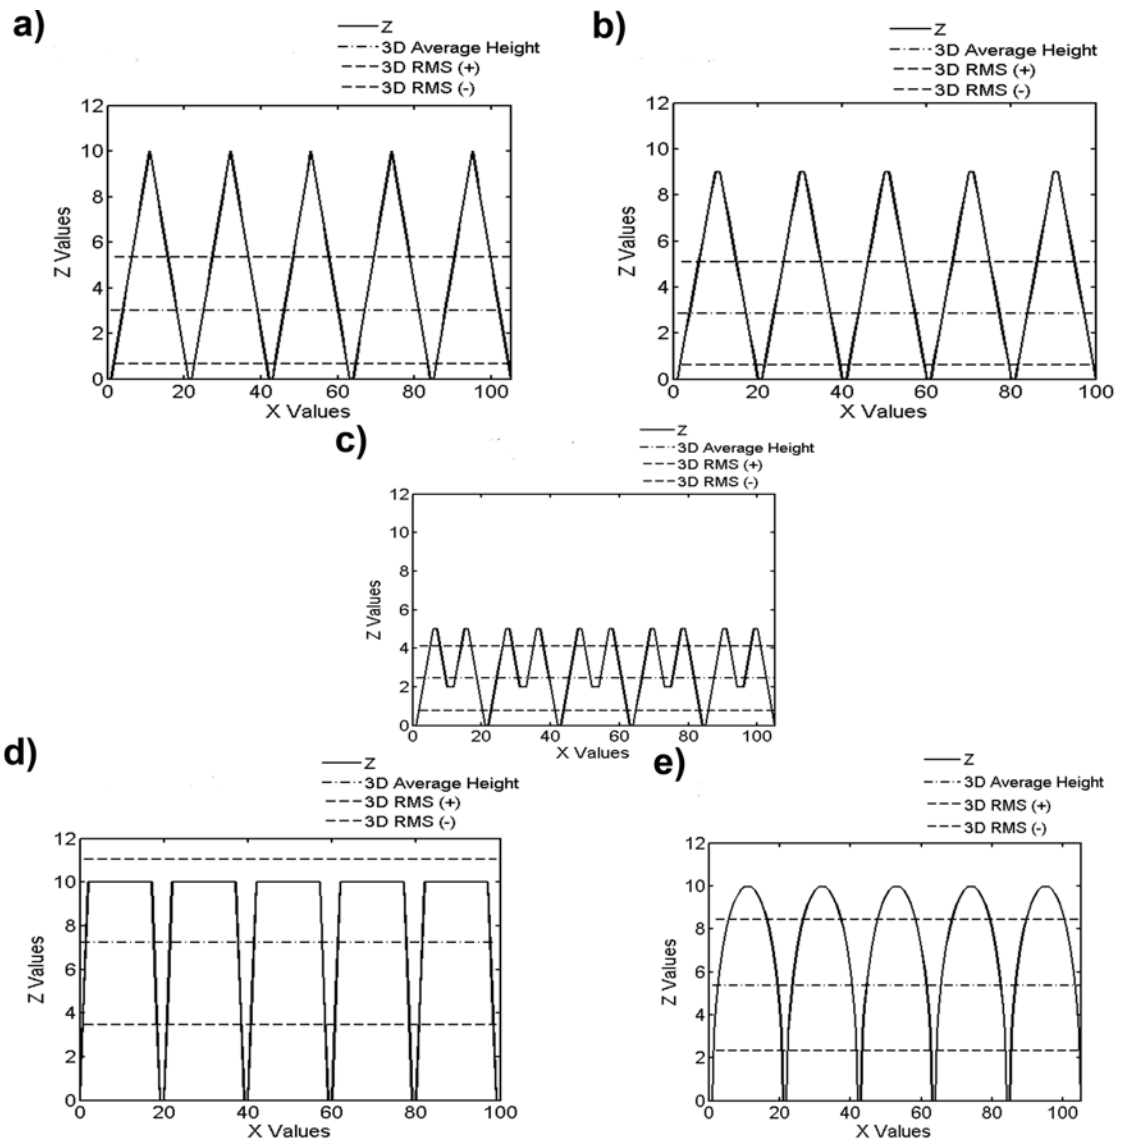 a)
Z
3D Average Height
3D RMS (+)
3D RMS (-)
12
10
8
6
4
2
0
Z Values
0 20 40 60 80 100
X Values
b)
Z
3D Average Height
3D RMS (+)
3D RMS (-)
12
10
8
6
4
2
0
Z Values
0 20 40 60 80 100
X Values
c)
Z
3D Average Height
3D RMS (+)
3D RMS (-)
12
10
8
6
4
2
0
Z Values
0 20 40 60 80 100
X Values
d)
Z
3D Average Height
3D RMS (+)
3D RMS (-)
12
10
8
6
4
2
0
Z Values
0 20 40 60 80 100
X Values
e)
Z
3D Average Height
3D RMS (+)
3D RMS (-)
12
10
8
6
4
2
0
Z Values
0 20 40 60 80 100
X Values